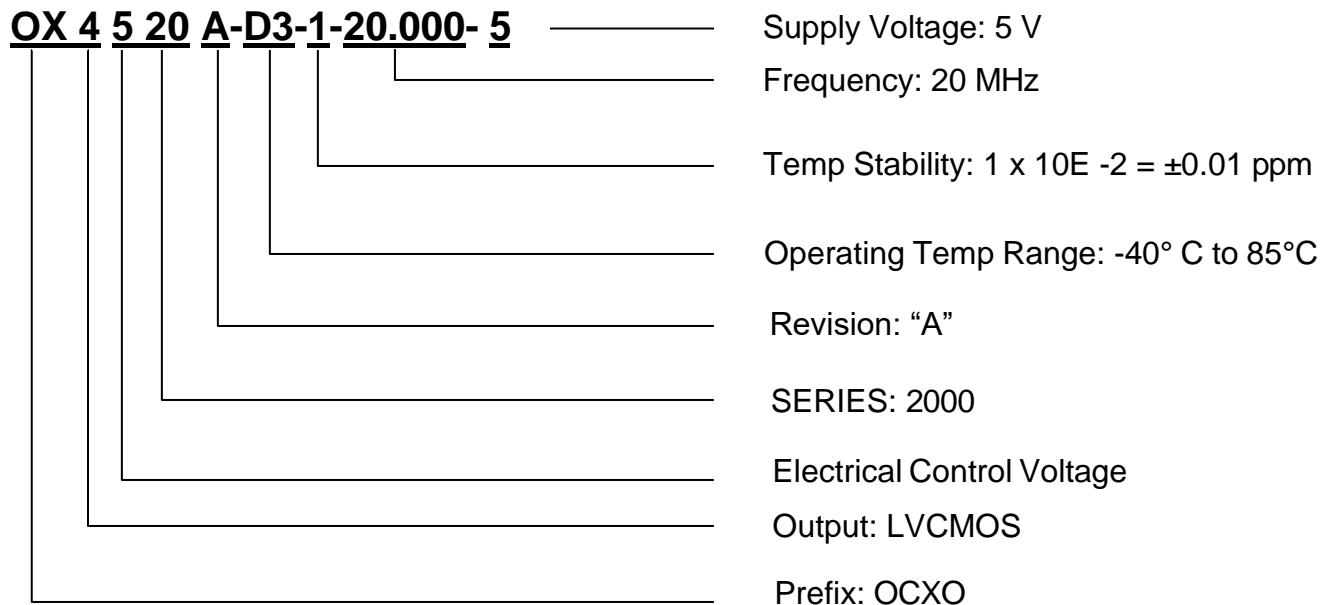 OX 4 5 20 A-D3-1-20.000- 5 Supply Voltage: 5 V
Frequency: 20 MHz
Temp Stability: 1 x 10E -2 = ±0.01 ppm
Operating Temp Range: -40° C to 85°C
Revision: “A”
SERIES: 2000
Electrical Control Voltage
Output: LVCMOS
Prefix: OCXO